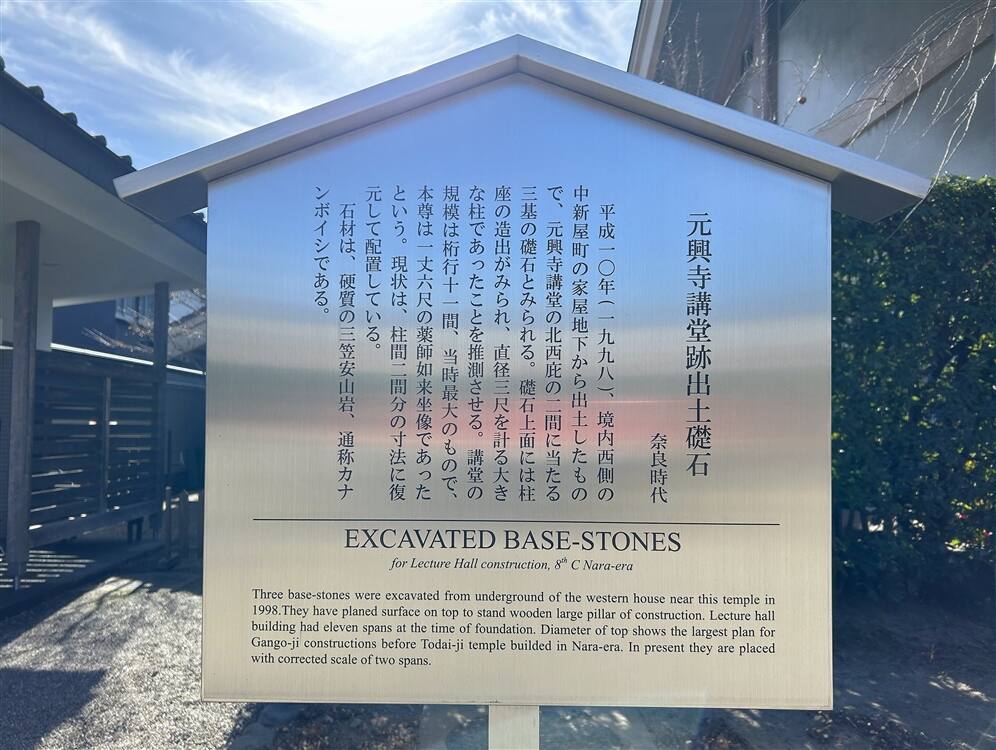 元興寺講堂跡出土礎石
奈良時代
平成一〇年(一九九八)、境内西側の
中新屋町の家屋地下から出土したもの
で、元興寺講堂の北西庇の二間に当たる
三基の礎石とみられる。礎石上面には柱
座の造出がみられ、直径三尺を計る大き
な柱であったことを推測させる。講堂の
規模は桁行十一間、当時最大のもので、
本尊は一丈六尺の薬師如来坐像であった
という。現状は、柱間二間分の寸法に復
元して配置している。
石材は、硬質の三笠安山岩、通称カナ
ンボイシである。
EXCAVATED BASE-STONES
for Lecture Hall construction, 8th C Nara-era
Three base-stones were excavated from underground of the western house near this temple in
1998.They have planed surface on top to stand wooden large pillar of construction. Lecture hall
building had eleven spans at the time of foundation. Diameter of top shows the largest plan for
Gango-ji constructions before Todai-ji temple builded in Nara-era. In present they are placed
with corrected scale of two spans.